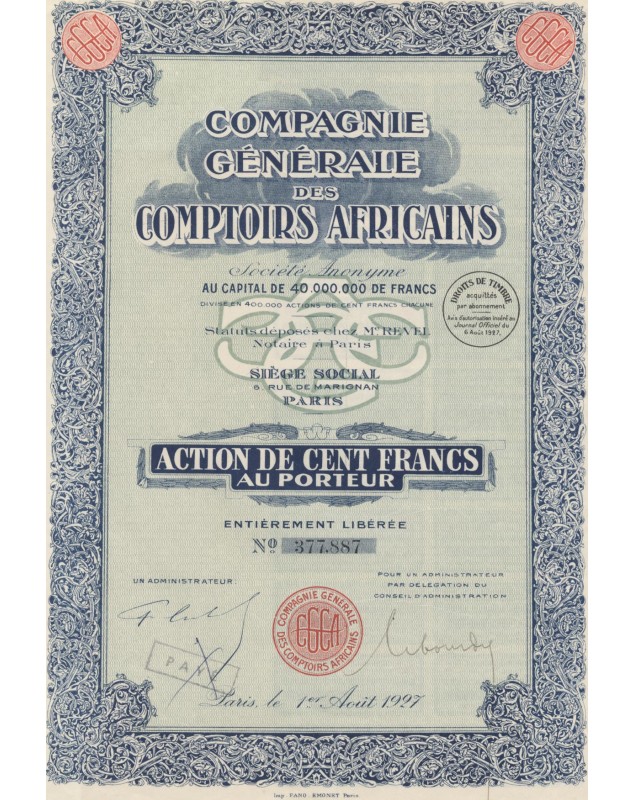 CGCA
CGCA
COMPAGNIE
GÉNÉRALE
DES
COMPTOIRS AFRICAINS
Société Anonyme
AU CAPITAL DE 40.000.000 DE FRANCS
DIVISÉ EN 400.000 ACTIONS DE CENT FRANCS CHACUNE
Statuts déposés chez Mᵉ REVEL
Notaire à Paris
DROITS DE TIMBRE
acquittés
par abonnement
Avis d'autorisation inséré au
Journal Officiel du
6 Août 1927.
SIÈGE SOCIAL
6, RUE DE MARIGNAN
PARIS
ACTION DE CENT FRANCS
AU PORTEUR
ENTIÈREMENT LIBÉRÉE
Nº 377.887
UN ADMINISTRATEUR:
POUR UN ADMINISTRATEUR
PAR DÉLÉGATION DU
CONSEIL D'ADMINISTRATION
COMPAGNIE GÉNÉRALE
CGCA
DES COMPTOIRS AFRICAINS
Paris, le 1er Août 1927
Imp. FANO. EMONET Paris